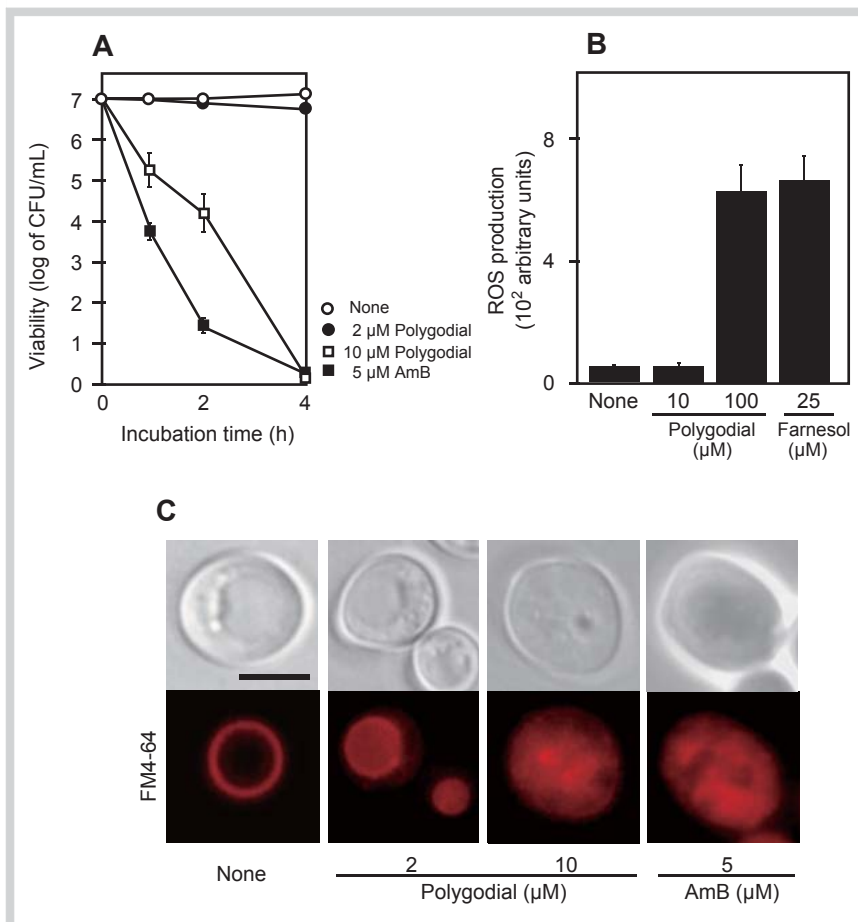 A
Viability (log of CFU/mL)
7
6
5
4
3
2
1
0
0 2 4
Incubation time (h)
None
2 µM Polygodial
10 µM Polygodial
5 µM AmB
B
ROS production
(10² arbitrary units)
8
4
0
None 10 100 25
Polygodial Farnesol
(µM) (µM)
C
FM4-64
None 2 10 5
Polygodial (µM) AmB (µM)